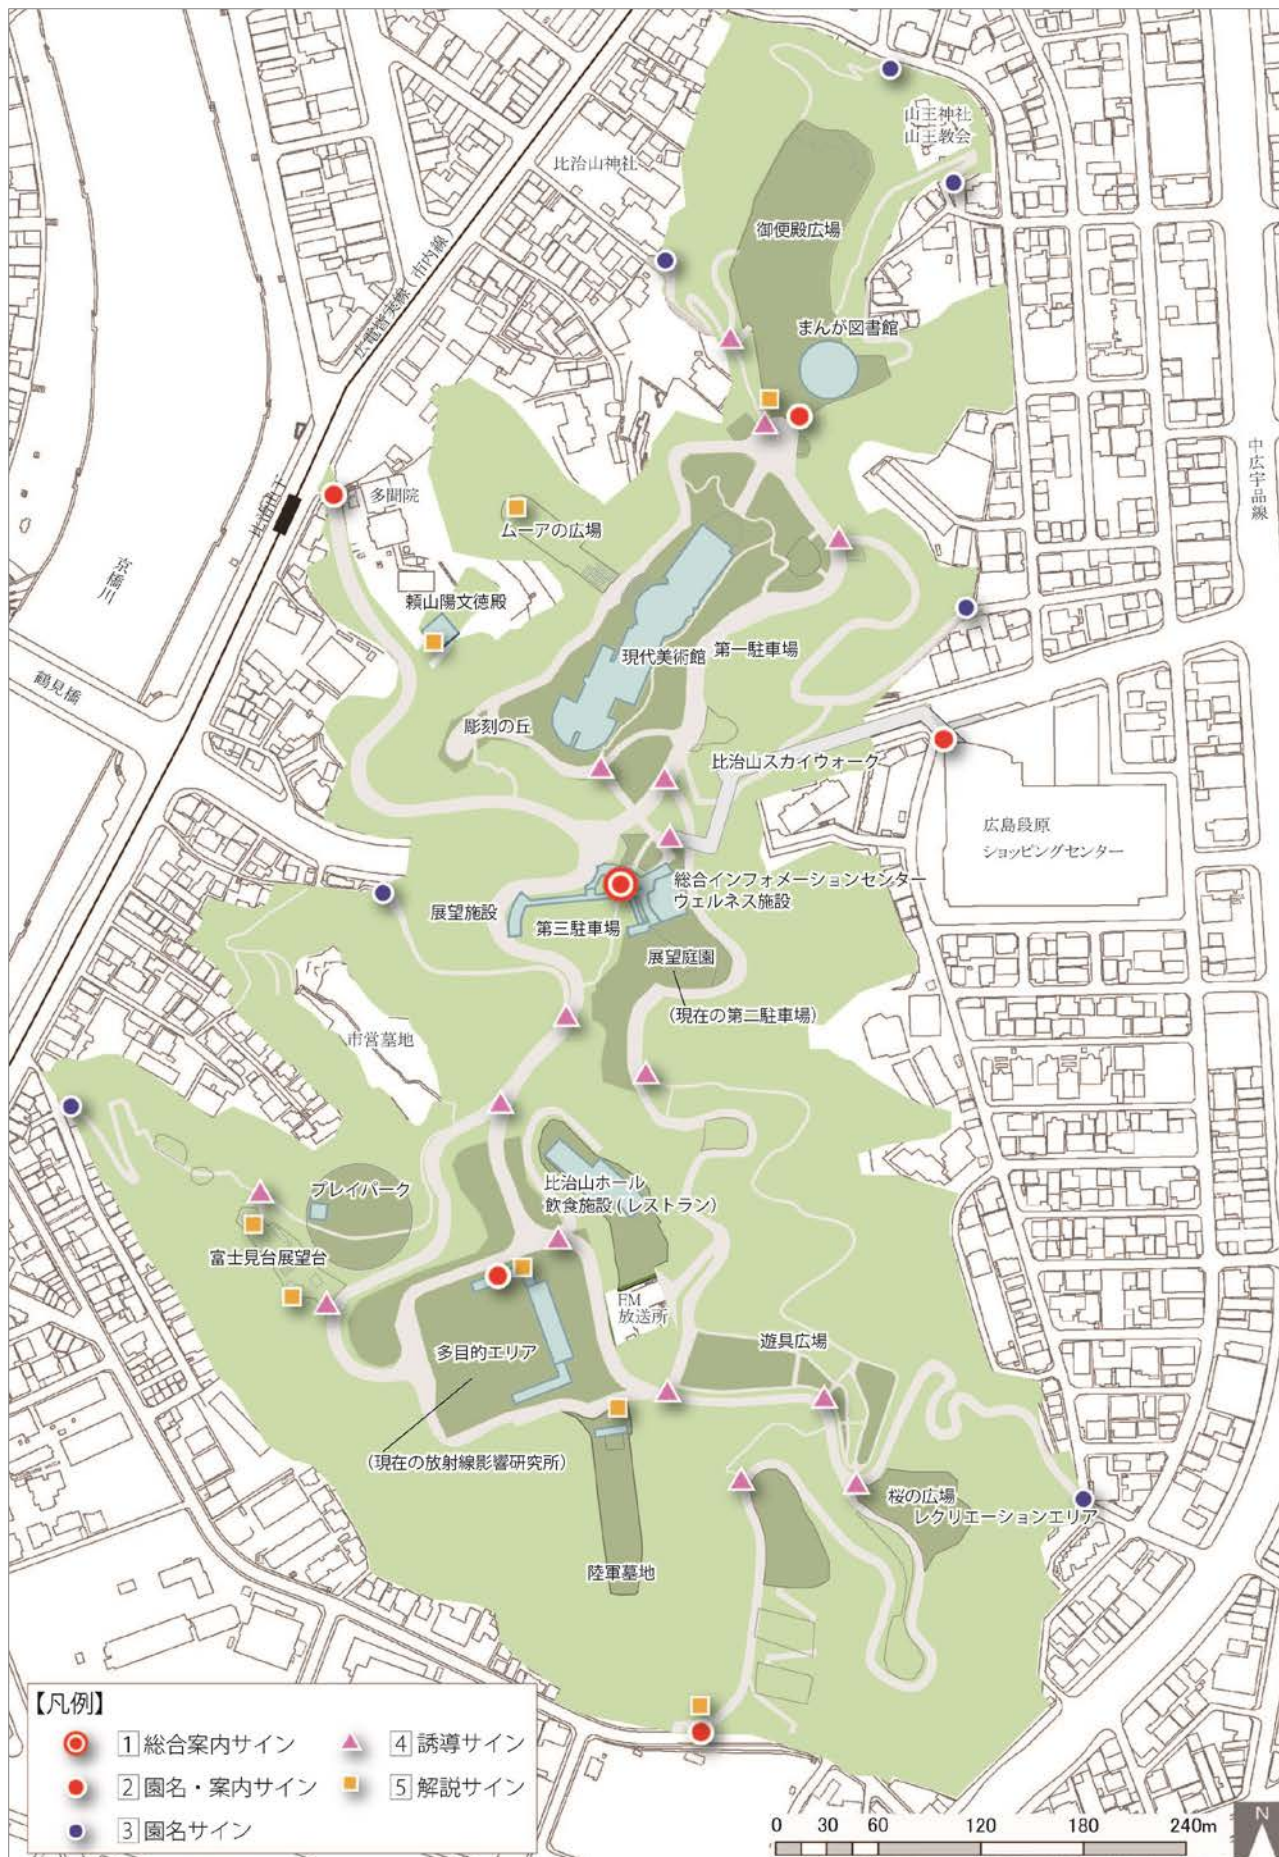 山王神社
山王教会
比治山神社
御便殿広場
広電皆実線(市内線)
まんが図書館
中広宇品線
多聞院
比治山下
ムーアの広場
京橋川
頼山陽文徳殿
現代美術館
第一駐車場
鶴見橋
彫刻の丘
比治山スカイウォーク
広島段原
ショッピングセンター
総合インフォメーションセンター
ウェルネス施設
展望施設
第三駐車場
展望庭園
(現在の第二駐車場)
市営墓地
プレイパーク
比治山ホール
飲食施設(レストラン)
富士見台展望台
FM
放送所
多目的エリア
遊具広場
(現在の放射線影響研究所)
桜の広場
レクリエーションエリア
陸軍墓地
【凡例】
1 総合案内サイン
2 園名・案内サイン
3 園名サイン
4 誘導サイン
5 解説サイン
0 30 60 120 180 240m
N